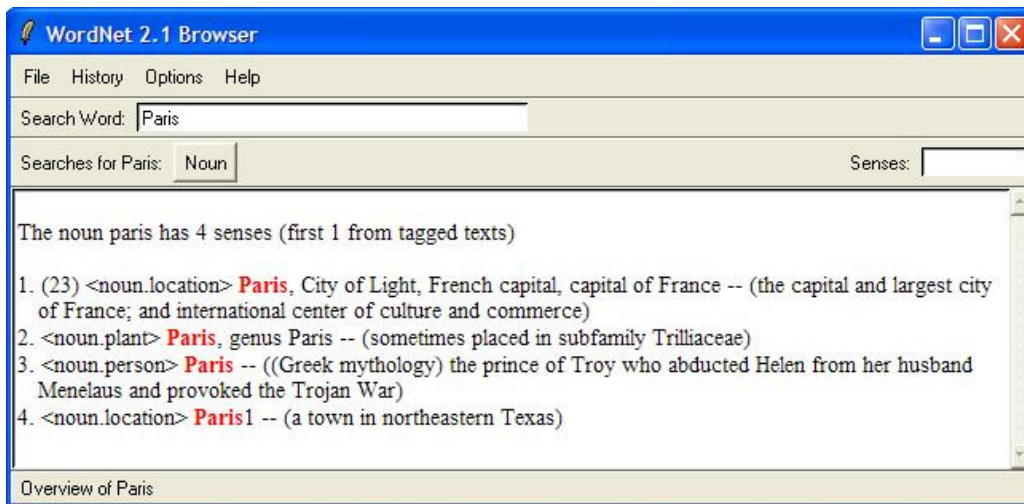 WordNet 2.1 Browser
File History Options Help
Search Word: Paris
Searches for Paris: Noun Senses:
The noun paris has 4 senses (first 1 from tagged texts)
1. (23) <noun.location> Paris, City of Light, French capital, capital of France -- (the capital and largest city
of France; and international center of culture and commerce)
2. <noun.plant> Paris, genus Paris -- (sometimes placed in subfamily Trilliaceae)
3. <noun.person> Paris -- ((Greek mythology) the prince of Troy who abducted Helen from her husband
Menelaus and provoked the Trojan War)
4. <noun.location> Paris1 -- (a town in northeastern Texas)
Overview of Paris